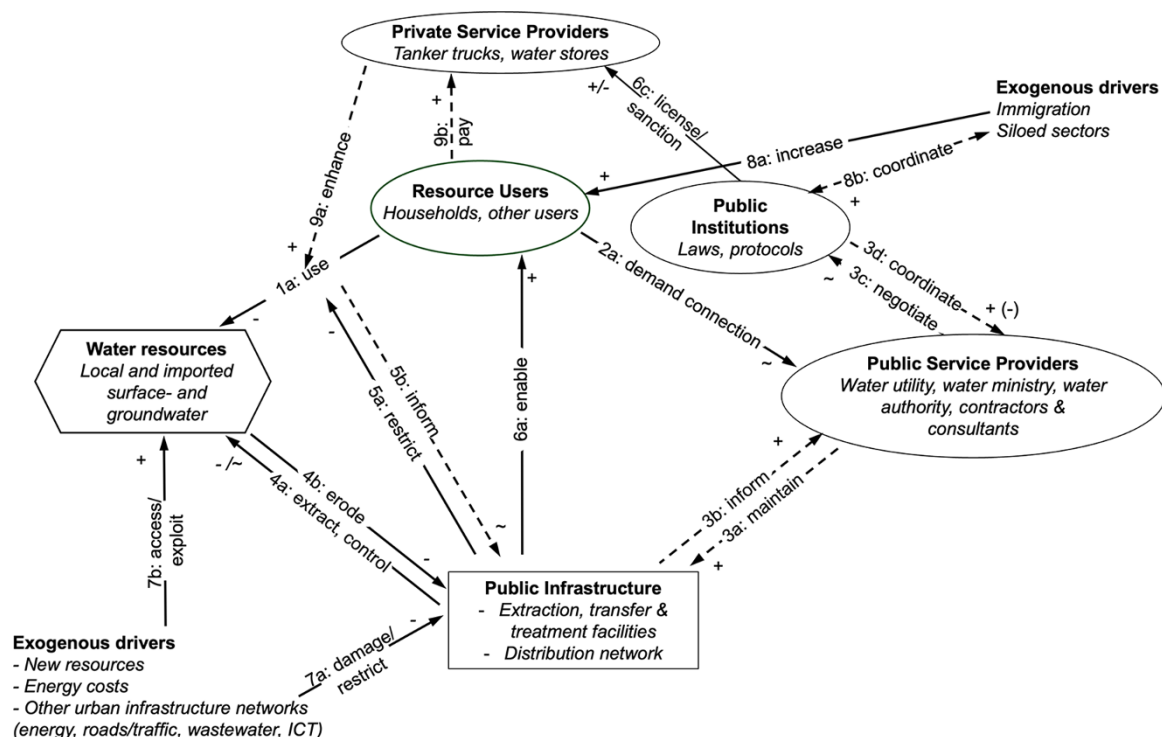 Private Service Providers
Tanker trucks, water stores
+/-
6c: license/
sanction
+
9b:
pay
9a: enhance
+
Exogenous drivers
Immigration
Siloed sectors
8a: increase
+
8b: coordinate
+
Resource Users
Households, other users
Public
Institutions
Laws, protocols
1a: use
-
2a: demand connection
~
3d: coordinate
+ (-)
3c: negotiate
~
Water resources
Local and imported
surface- and
groundwater
Public Service Providers
Water utility, water ministry, water
authority, contractors &
consultants
5b: inform
~
5a: restrict
-
6a: enable
+
3b: inform
+
3a: maintain
+
4b: erode
-
4a: extract, control
- /~
7b: access/
exploit
+
Public Infrastructure
- Extraction, transfer &
treatment facilities
- Distribution network
7a: damage/
restrict
-
Exogenous drivers
- New resources
- Energy costs
- Other urban infrastructure networks
(energy, roads/traffic, wastewater, ICT)